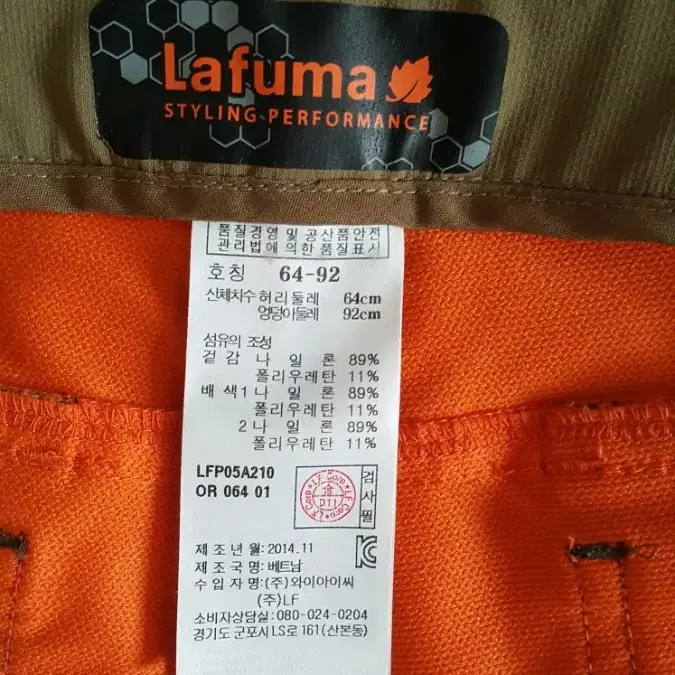 Lafuma
STYLING PERFORMANCE
품질경영 및 공산품안전
관리법에 의한 품질표시
호칭 64-92
신체치수 허리둘레 64cm
엉덩이둘레 92cm
섬유의 조성
겉감 나일론 89%
폴리우레탄 11%
배색1 나일론 89%
폴리우레탄 11%
2 나일론 89%
폴리우레탄 11%
LFP05A210
OR 064 01
LF Corp LF Corp
D11
검사필
제조년월: 2014.11
제조국명: 베트남
수입자명: (주)와이아이씨
(주)LF
소비자상담실: 080-024-0204
경기도 군포시 LS로 161(산본동)